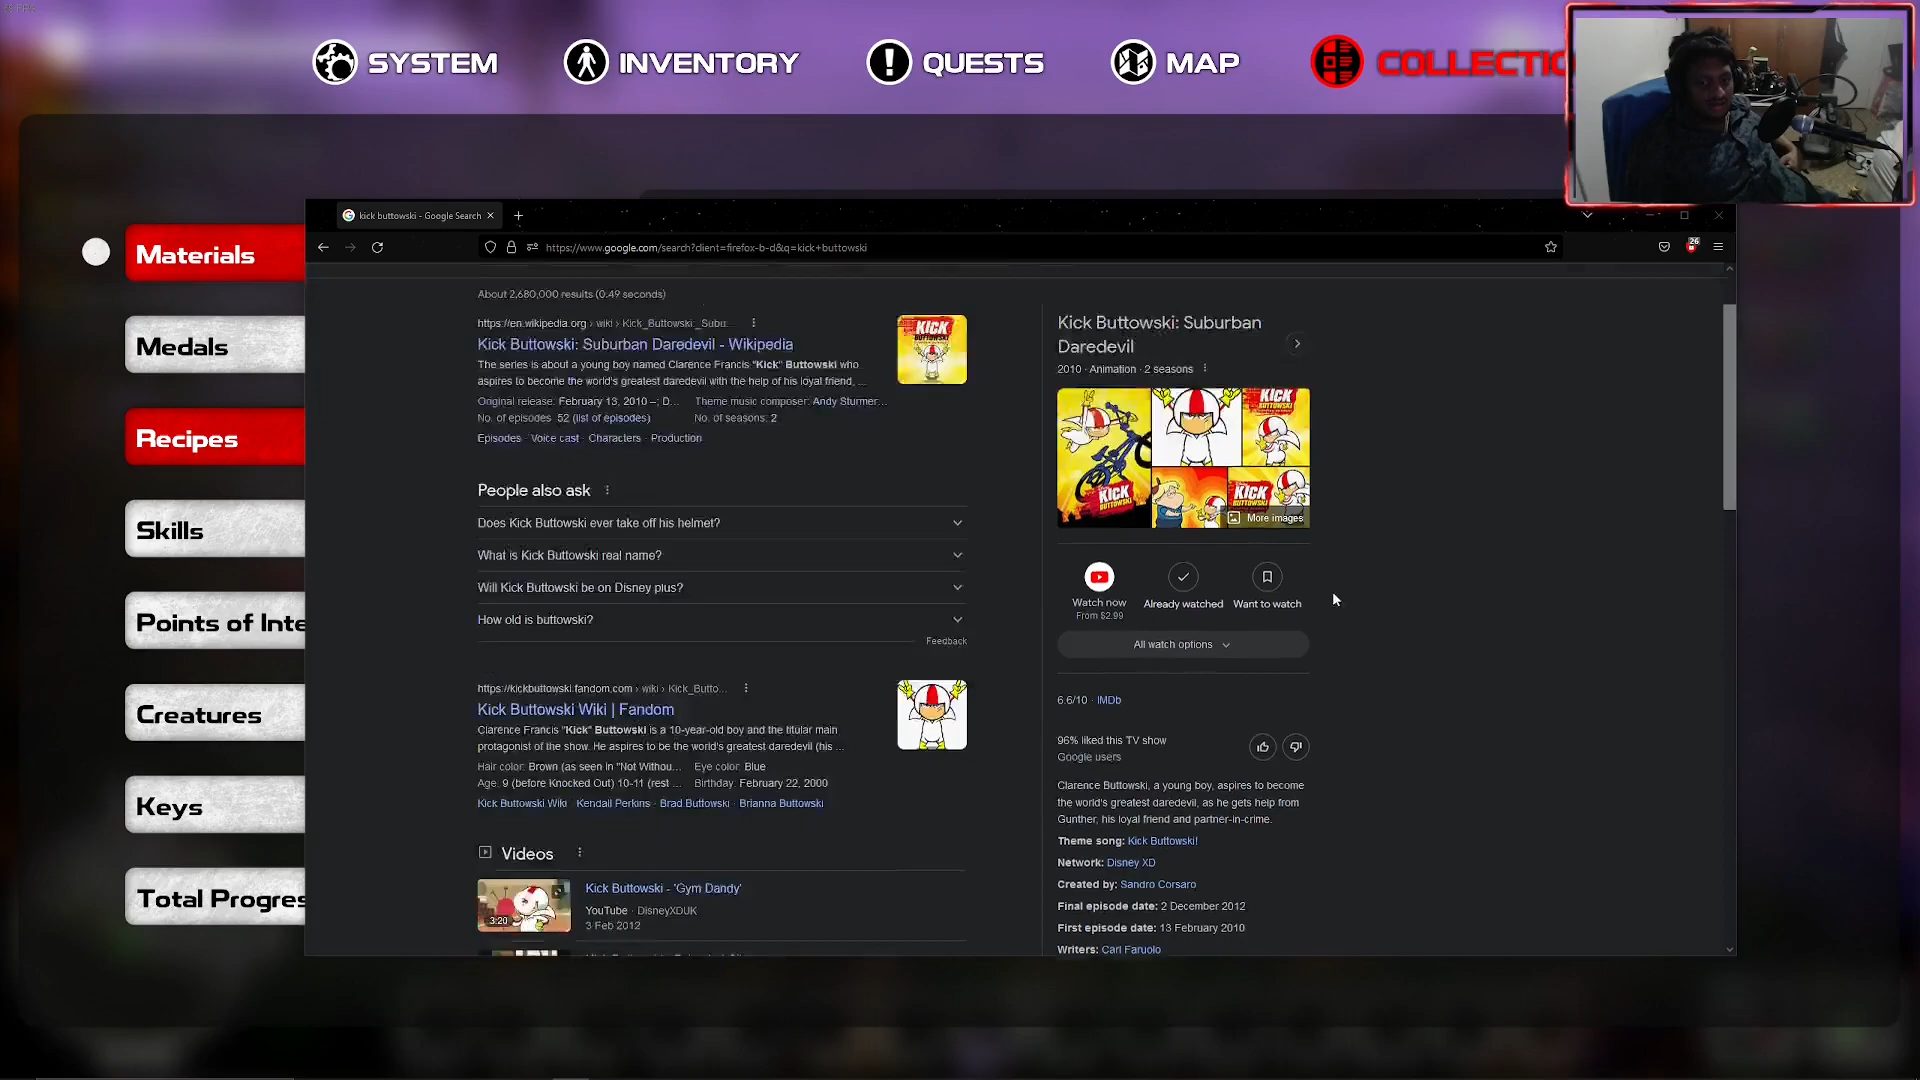 SYSTEM
INVENTORY
QUESTS
MAP
COLLECTIO
Materials
Medals
Recipes
Skills
Points of Inte
Creatures
Keys
Total Progres
kick buttowski - Google Search
26
https://www.google.com/search?client=firefox-b-d&q=kick+buttowski
About 2,680,000 results (0.49 seconds)
https://en.wikipedia.org › wiki › Kick_Buttowski:_Subu...
Kick Buttowski: Suburban Daredevil - Wikipedia
The series is about a young boy named Clarence Francis "Kick" Buttowski who
aspires to become the world's greatest daredevil with the help of his loyal friend, ...
Original release: February 13, 2010 –; D... Theme music composer: Andy Sturmer...
No. of episodes: 52 (list of episodes) No. of seasons: 2
Episodes · Voice cast · Characters · Production
KICK
BUTTOWSKI
People also ask
Does Kick Buttowski ever take off his helmet?
What is Kick Buttowski real name?
Will Kick Buttowski be on Disney plus?
How old is buttowski?
Feedback
https://kickbuttowski.fandom.com › wiki › Kick_Butto...
Kick Buttowski Wiki | Fandom
Clarence Francis "Kick" Buttowski is a 10-year-old boy and the titular main
protagonist of the show. He aspires to be the world's greatest daredevil (his ...
Hair color: Brown (as seen in "Not Withou... Eye color: Blue
Age: 9 (before Knocked Out) 10-11 (rest ... Birthday: February 22, 2000
Kick Buttowski Wiki · Kendall Perkins · Brad Buttowski · Brianna Buttowski
Videos
3:20
Kick Buttowski - 'Gym Dandy'
YouTube · DisneyXDUK
3 Feb 2012
Kick Buttowski: Suburban
Daredevil
2010 · Animation · 2 seasons
KICK
BUTTOWSKI
KICK
KICK
More images
Watch now
From $2.99
Already watched
Want to watch
All watch options
6.6/10 · IMDb
96% liked this TV show
Google users
Clarence Buttowski, a young boy, aspires to become
the world's greatest daredevil, as he gets help from
Gunther, his loyal friend and partner-in-crime.
Theme song: Kick Buttowski!
Network: Disney XD
Created by: Sandro Corsaro
Final episode date: 2 December 2012
First episode date: 13 February 2010
Writers: Carl Faruolo